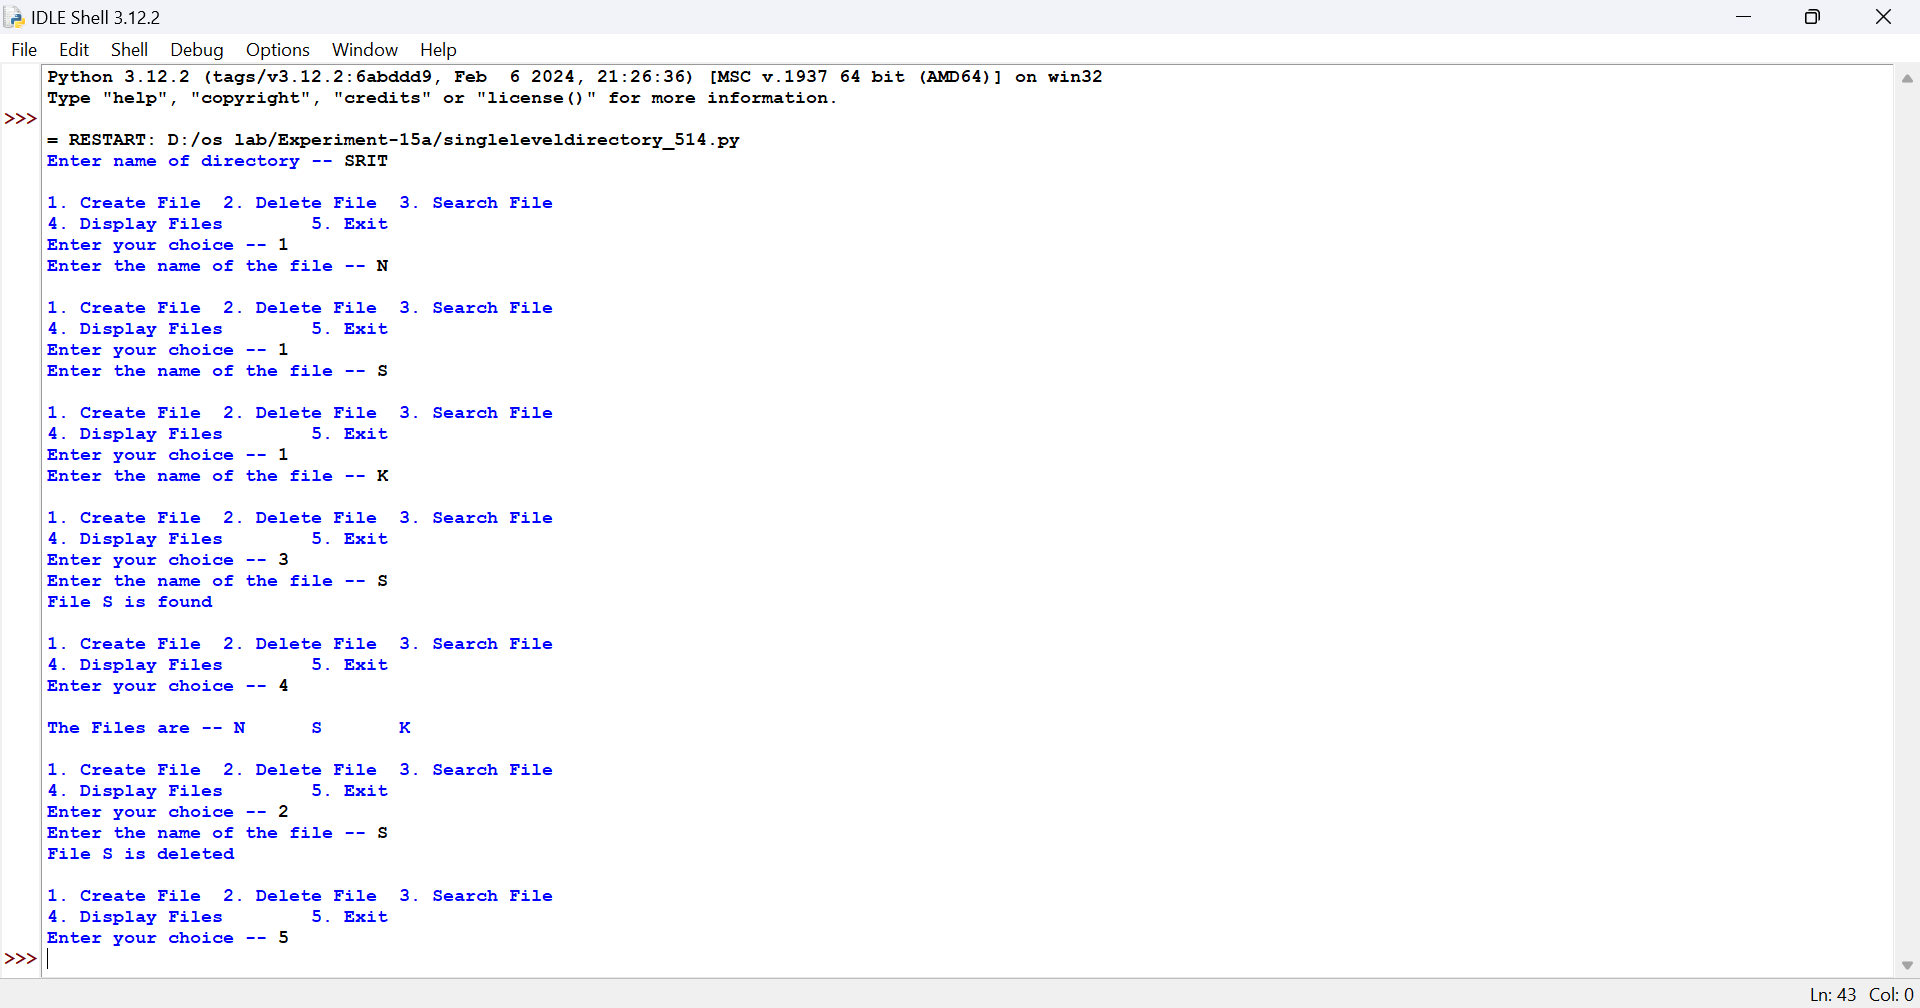 IDLE Shell 3.12.2
File Edit Shell Debug Options Window Help
Python 3.12.2 (tags/v3.12.2:6abddd9, Feb  6 2024, 21:26:36) [MSC v.1937 64 bit (AMD64)] on win32
Type "help", "copyright", "credits" or "license()" for more information.
>>>
= RESTART: D:/os lab/Experiment-15a/singleleveldirectory_514.py
Enter name of directory -- SRIT
1. Create File  2. Delete File  3. Search File
4. Display Files        5. Exit
Enter your choice -- 1
Enter the name of the file -- N
1. Create File  2. Delete File  3. Search File
4. Display Files        5. Exit
Enter your choice -- 1
Enter the name of the file -- S
1. Create File  2. Delete File  3. Search File
4. Display Files        5. Exit
Enter your choice -- 1
Enter the name of the file -- K
1. Create File  2. Delete File  3. Search File
4. Display Files        5. Exit
Enter your choice -- 3
Enter the name of the file -- S
File S is found
1. Create File  2. Delete File  3. Search File
4. Display Files        5. Exit
Enter your choice -- 4
The Files are -- N      S       K
1. Create File  2. Delete File  3. Search File
4. Display Files        5. Exit
Enter your choice -- 2
Enter the name of the file -- S
File S is deleted
1. Create File  2. Delete File  3. Search File
4. Display Files        5. Exit
Enter your choice -- 5
>>>
Ln: 43 Col: 0